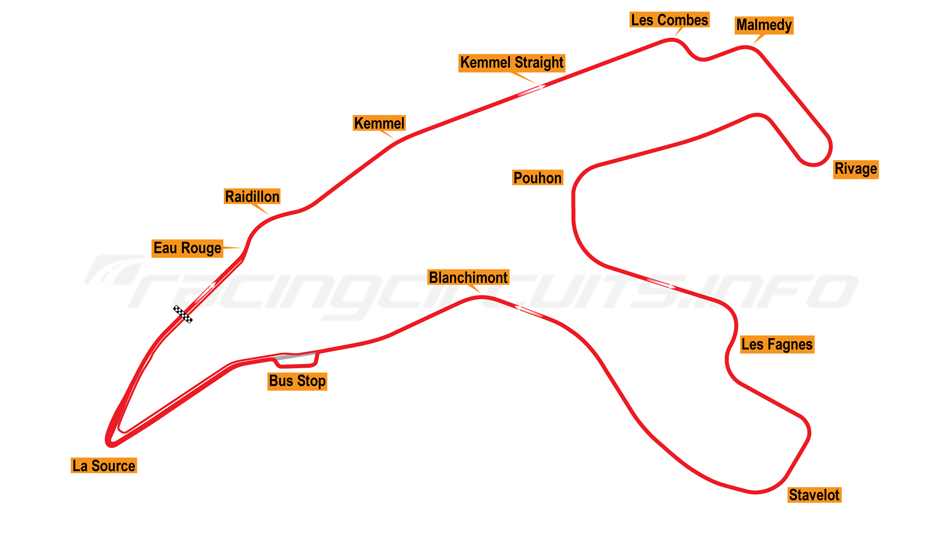 Les Combes
Malmedy
Kemmel Straight
Kemmel
Rivage
Pouhon
Raidillon
Eau Rouge
Blanchimont
racingcircuits.info
Les Fagnes
Bus Stop
La Source
Stavelot